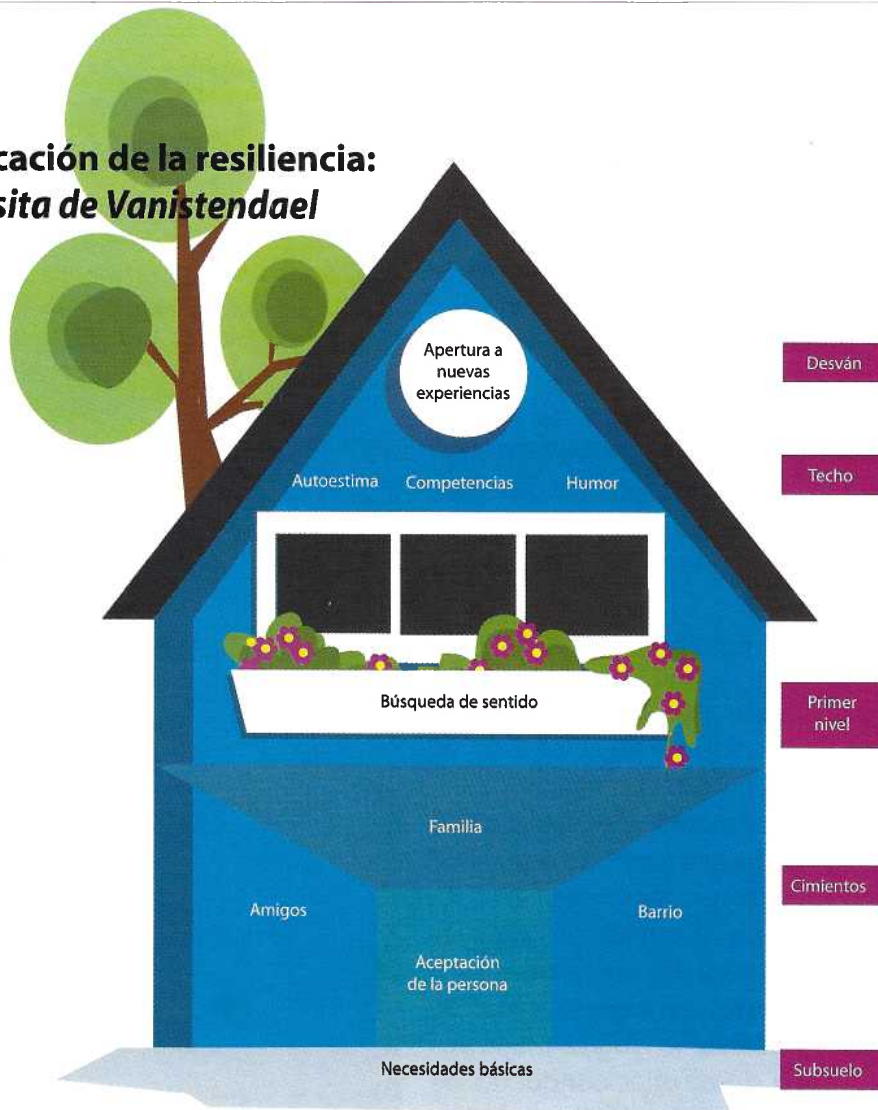 cación de la resiliencia:
sita de Vanistendael
Apertura a
nuevas
experiencias
Desván
Autoestima Competencias Humor
Techo
Búsqueda de sentido
Primer
nivel
Familia
Cimientos
Amigos
Barrio
Aceptación
de la persona
Necesidades básicas
Subsuelo